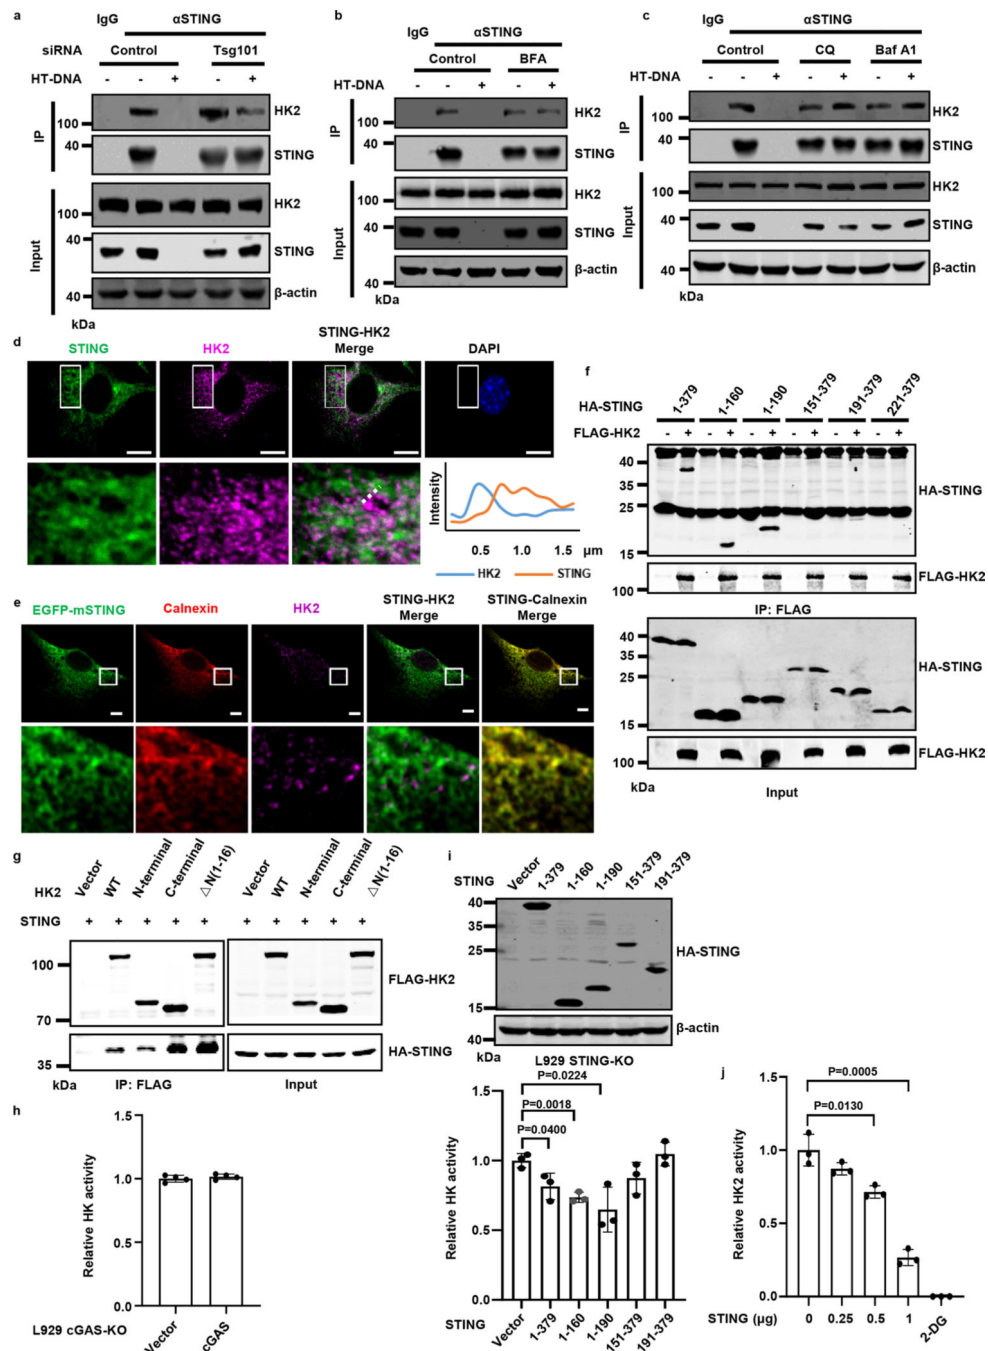 a
IgG αSTING
siRNA Control Tsg101
HT-DNA - - + - +
IP
100 HK2
40 STING
Input
100 HK2
40 STING
40 β-actin
kDa
b
IgG αSTING
Control BFA
HT-DNA - - + - +
IP
100 HK2
40 STING
Input
100 HK2
40 STING
40 β-actin
kDa
c
IgG αSTING
Control CQ Baf A1
HT-DNA - - + - + - +
IP
100 HK2
40 STING
Input
100 HK2
40 STING
40 β-actin
kDa
d
STING HK2 STING-HK2 Merge DAPI
Intensity
0.5 1.0 1.5 μm
HK2 STING
e
EGFP-mSTING Calnexin HK2 STING-HK2 Merge STING-Calnexin Merge
f
HA-STING 1-379 1-160 1-190 151-379 191-379 221-379
FLAG-HK2 - + - + - + - + - + - +
40
35
25
15
HA-STING
100 FLAG-HK2
IP: FLAG
40
35
25
15
HA-STING
100 FLAG-HK2
kDa
Input
g
HK2 Vector WT N-terminal C-terminal △N(1-16) Vector WT N-terminal C-terminal △N(1-16)
STING + + + + + + + + + +
100
70
FLAG-HK2
35 HA-STING
kDa IP: FLAG Input
h
Relative HK activity
1.5
1.0
0.5
0.0
L929 cGAS-KO Vector cGAS
i
STING Vector 1-379 1-160 1-190 151-379 191-379
40
35
25
15
HA-STING
40 β-actin
kDa
L929 STING-KO
P=0.0224
P=0.0018
P=0.0400
Relative HK activity
1.5
1.0
0.5
0.0
STING Vector 1-379 1-160 1-190 151-379 191-379
j
P=0.0005
P=0.0130
Relative HK2 activity
1.5
1.0
0.5
0.0
STING (μg) 0 0.25 0.5 1 2-DG